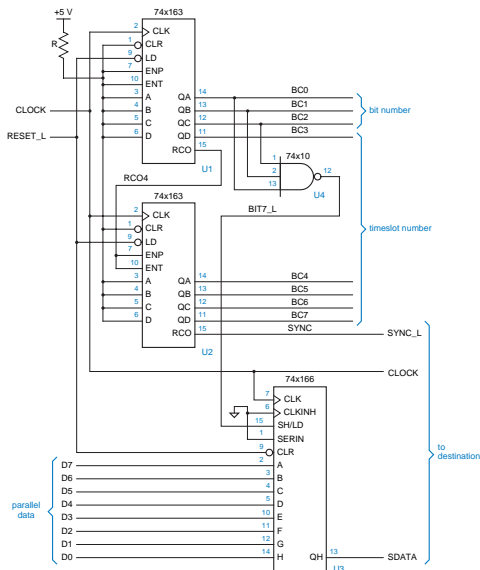 +5 V
R
CLOCK
RESET_L
74x163
2 CLK
1 CLR
9 LD
7 ENP
10 ENT
3 A QA 14 BC0
4 B QB 13 BC1
5 C QC 12 BC2
6 D QD 11 BC3
RCO 15
U1
bit number
RCO4
74x10
1
2
13
12
U4
BIT7_L
timeslot number
74x163
2 CLK
1 CLR
9 LD
7 ENP
10 ENT
3 A QA 14 BC4
4 B QB 13 BC5
5 C QC 12 BC6
6 D QD 11 BC7
RCO 15 SYNC SYNC_L
U2
CLOCK
74x166
7 CLK
6 CLKINH
15 SH/LD
1 SERIN
9 CLR
D7 2 A
D6 3 B
D5 4 C
D4 5 D
D3 10 E
D2 11 F
D1 12 G
D0 14 H QH 13 SDATA
U3
parallel
data
to
destination